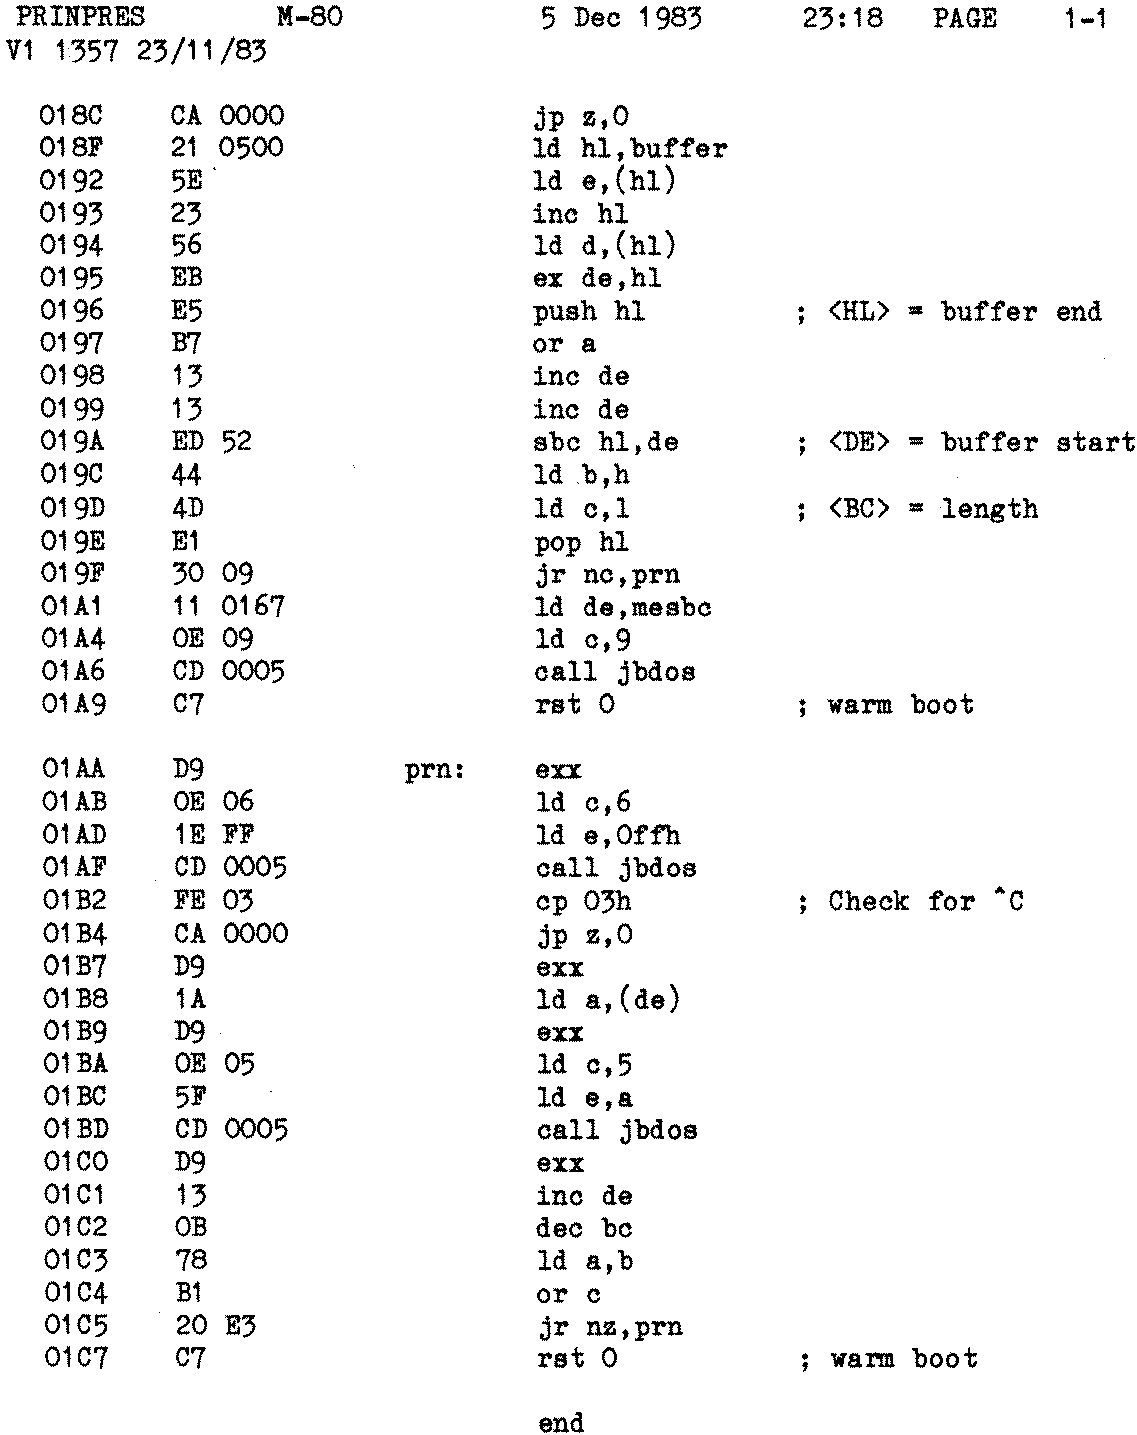 PRINPRES M-80 5 Dec 1983 23:18 PAGE 1-1
V1 1357 23/11/83
018C CA 0000 jp z,0
018F 21 0500 ld hl,buffer
0192 5E ld e,(hl)
0193 23 inc hl
0194 56 ld d,(hl)
0195 EB ex de,hl
0196 E5 push hl ; <HL> = buffer end
0197 B7 or a
0198 13 inc de
0199 13 inc de
019A ED 52 sbc hl,de ; <DE> = buffer start
019C 44 ld b,h
019D 4D ld c,l ; <BC> = length
019E E1 pop hl
019F 30 09 jr nc,prn
01A1 11 0167 ld de,mesbc
01A4 0E 09 ld c,9
01A6 CD 0005 call jbdos
01A9 C7 rst 0 ; warm boot
01AA D9 prn: exx
01AB 0E 06 ld c,6
01AD 1E FF ld e,0ffh
01AF CD 0005 call jbdos
01B2 FE 03 cp 03h ; Check for ^C
01B4 CA 0000 jp z,0
01B7 D9 exx
01B8 1A ld a,(de)
01B9 D9 exx
01BA 0E 05 ld c,5
01BC 5F ld e,a
01BD CD 0005 call jbdos
01C0 D9 exx
01C1 13 inc de
01C2 0B dec bc
01C3 78 ld a,b
01C4 B1 or c
01C5 20 E3 jr nz,prn
01C7 C7 rst 0 ; warm boot
end